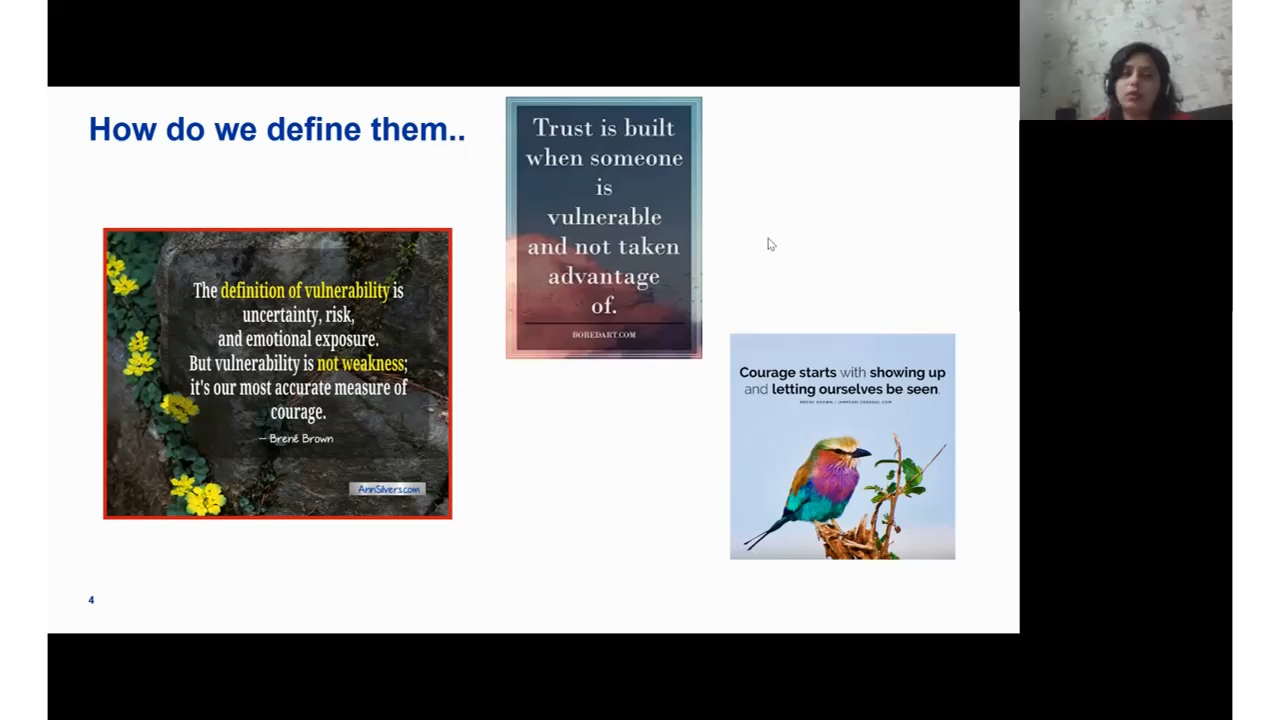 How do we define them..
Trust is built
when someone
is
vulnerable
and not taken
advantage
of.
BOREDART.COM
The definition of vulnerability is
uncertainty, risk,
and emotional exposure.
But vulnerability is not weakness;
it's our most accurate measure of
courage.
– Brené Brown
AnnSilvers.com
Courage starts with showing up
and letting ourselves be seen.
4